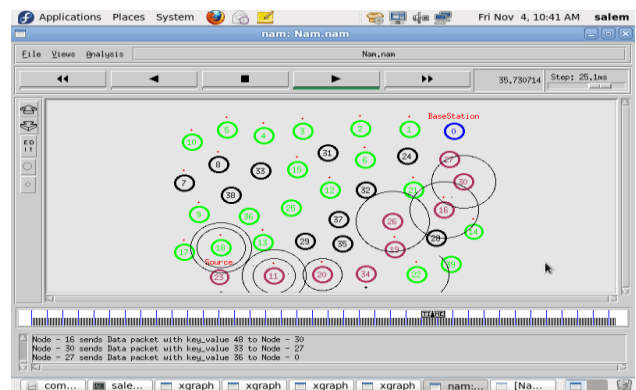 Applications Places System Fri Nov 4, 10:41 AM salem
nam: Nam.nam
File Views Analysis Nam.nam
35.730714 Step: 25.1ms
EDIT
BaseStation
5 4 3 2 1 0
10
31 24 27
8 33 15 6
7 30
38 12 32 21
9 36 25 16
37 26 14
17 18 13 29 35 19 28
Source
23 11 20 34 22 39
TIME
Node - 16 sends Data packet with key_value 48 to Node - 30
Node - 30 sends Data packet with key_value 33 to Node - 27
Node - 27 sends Data packet with key_value 36 to Node - 0
com... sale... xgraph xgraph xgraph xgraph nam:... [Na...